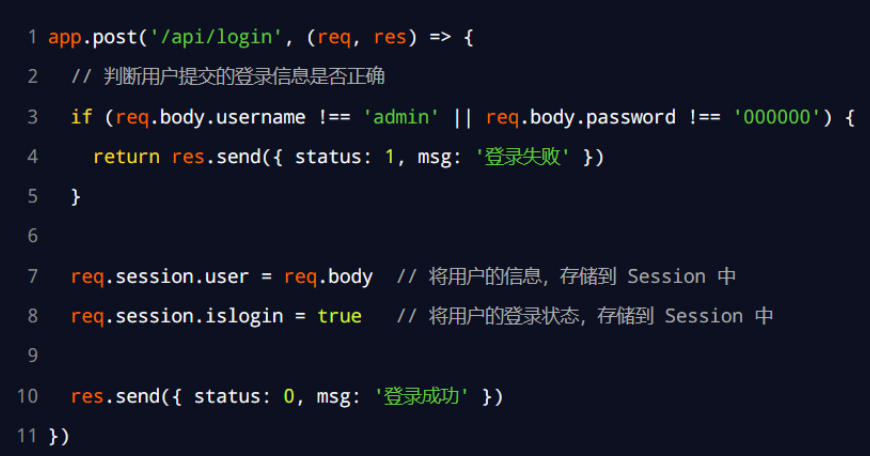 1 app.post('/api/login', (req, res) => {
2 // 判断用户提交的登录信息是否正确
3 if (req.body.username !== 'admin' || req.body.password !== '000000') {
4 return res.send({ status: 1, msg: '登录失败' })
5 }
6
7 req.session.user = req.body // 将用户的信息，存储到 Session 中
8 req.session.islogin = true // 将用户的登录状态，存储到 Session 中
9
10 res.send({ status: 0, msg: '登录成功' })
11 })